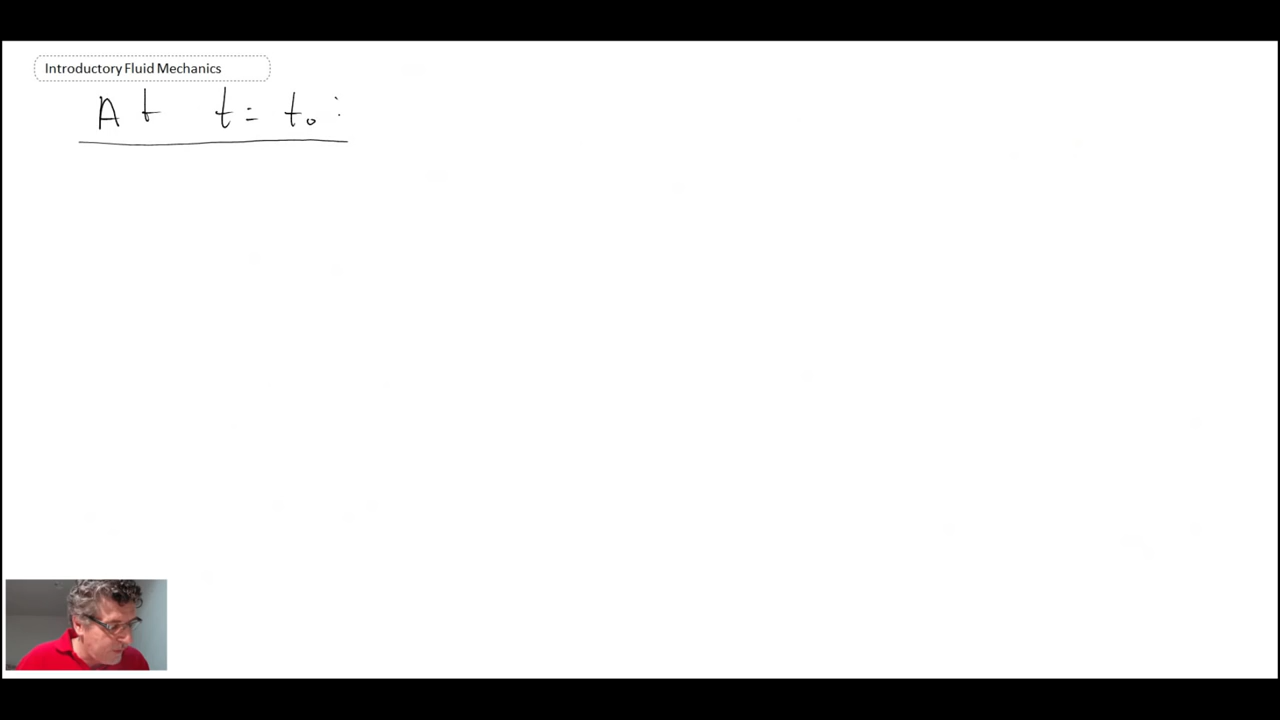 Introductory Fluid Mechanics
At t = t₀ :